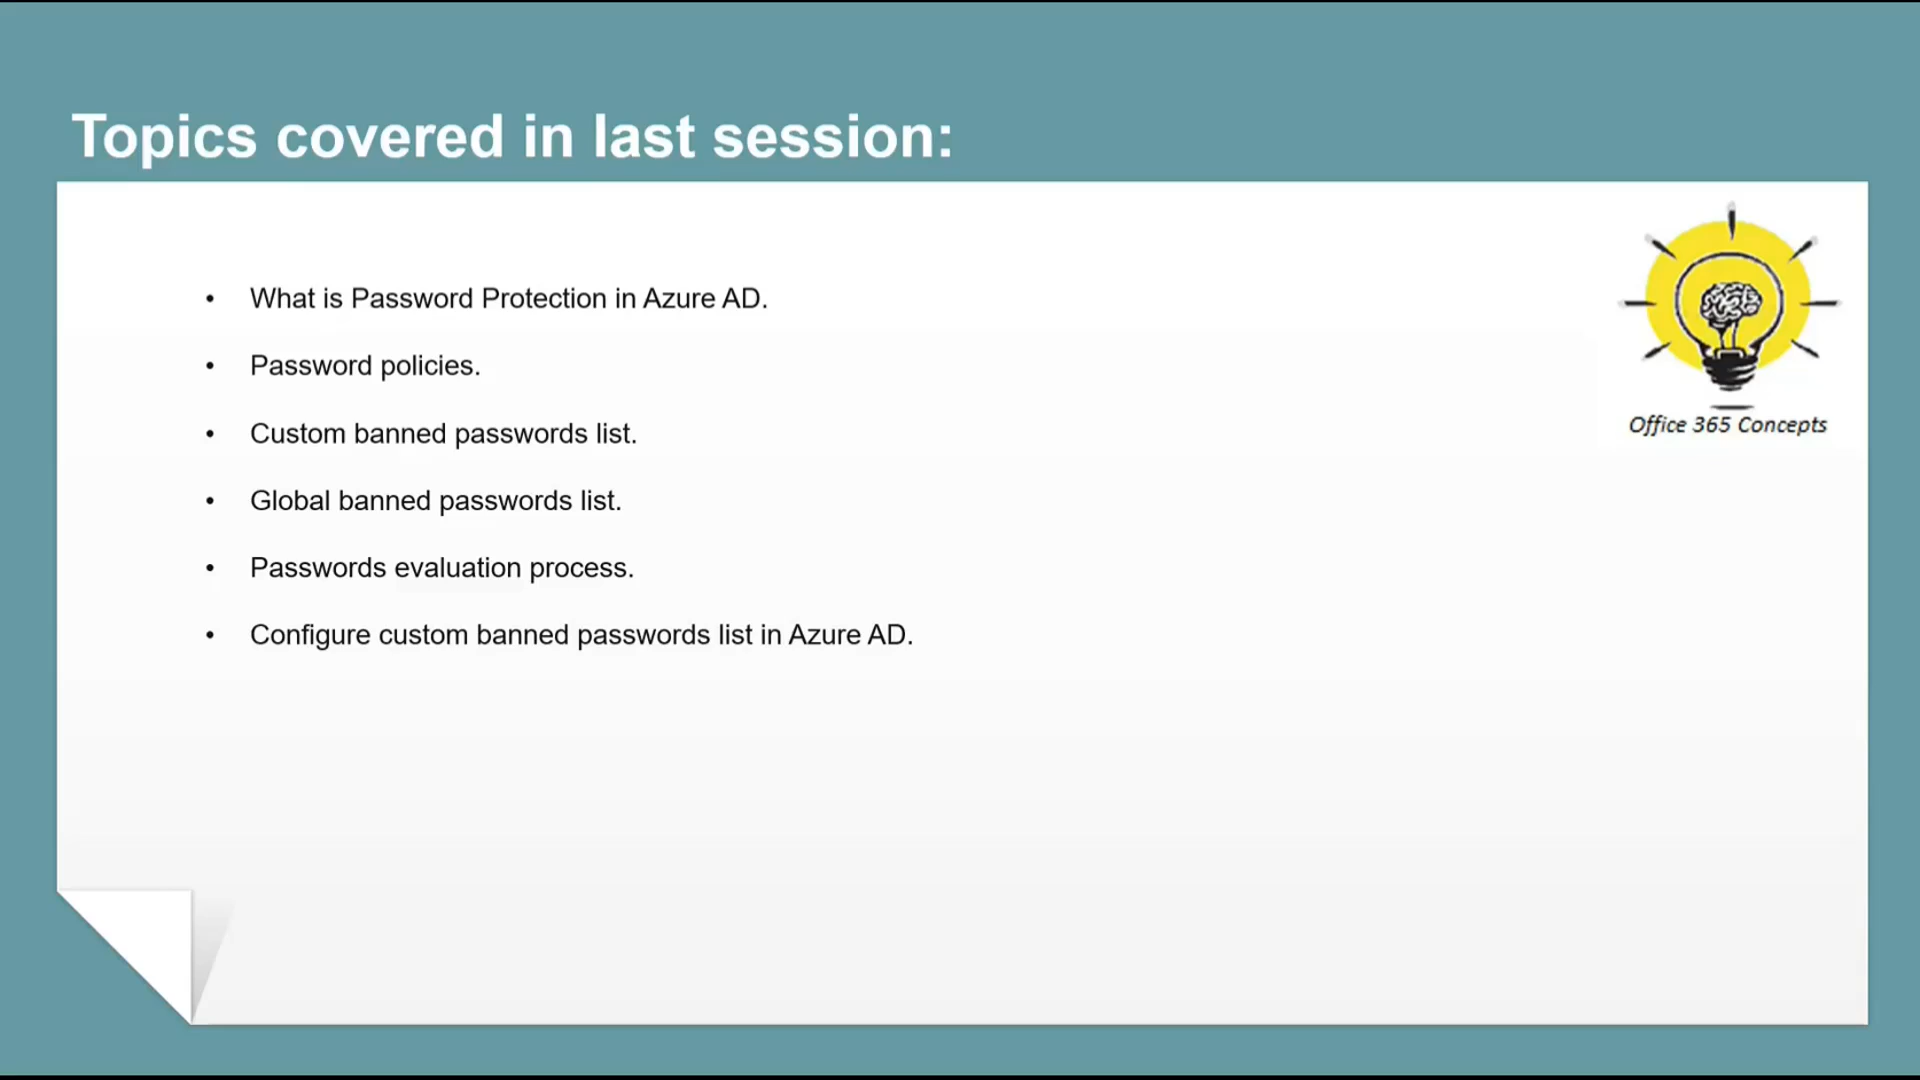 Topics covered in last session:
• What is Password Protection in Azure AD.
• Password policies.
• Custom banned passwords list.
• Global banned passwords list.
• Passwords evaluation process.
• Configure custom banned passwords list in Azure AD.
Office 365 Concepts